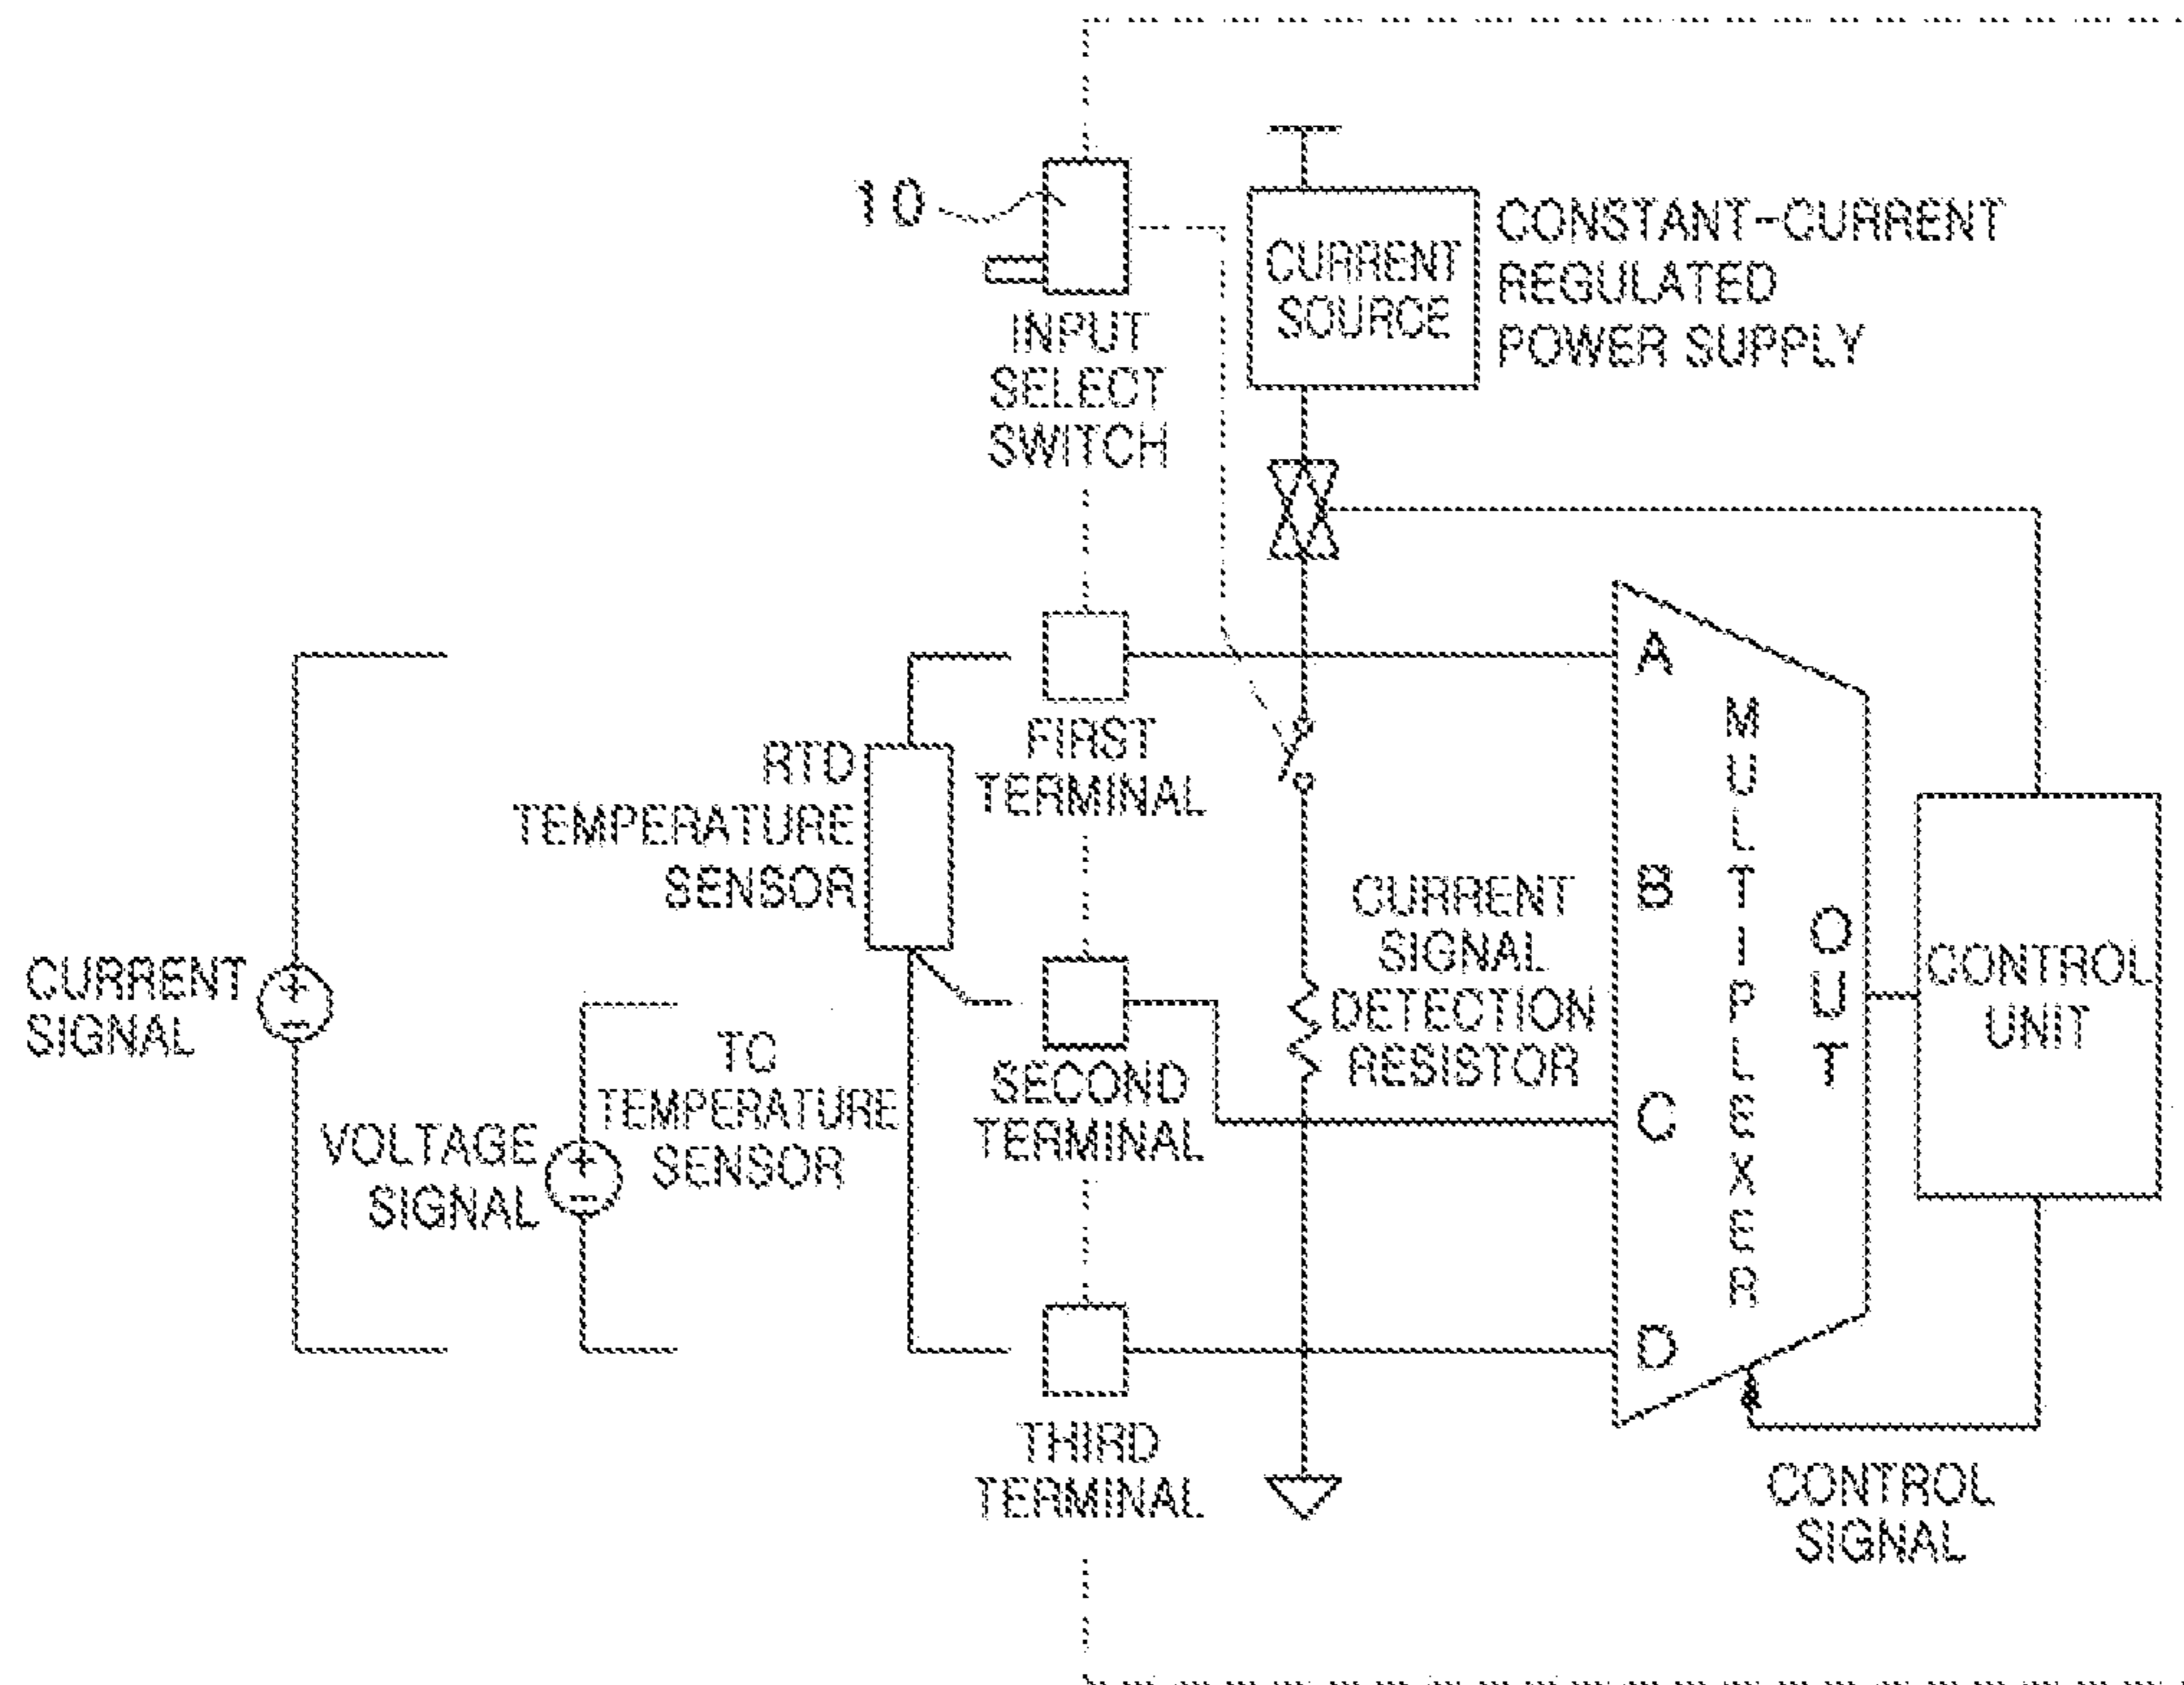 10
INPUT
SELECT
SWITCH
CURRENT
SOURCE
CONSTANT-CURRENT
REGULATED
POWER SUPPLY
FIRST
TERMINAL
RTD
TEMPERATURE
SENSOR
CURRENT
SIGNAL
VOLTAGE
SIGNAL
TC
TEMPERATURE
SENSOR
SECOND
TERMINAL
CURRENT
SIGNAL
DETECTION
RESISTOR
THIRD
TERMINAL
A
B
C
D
MULTIPLEXER
OUT
CONTROL
UNIT
CONTROL
SIGNAL